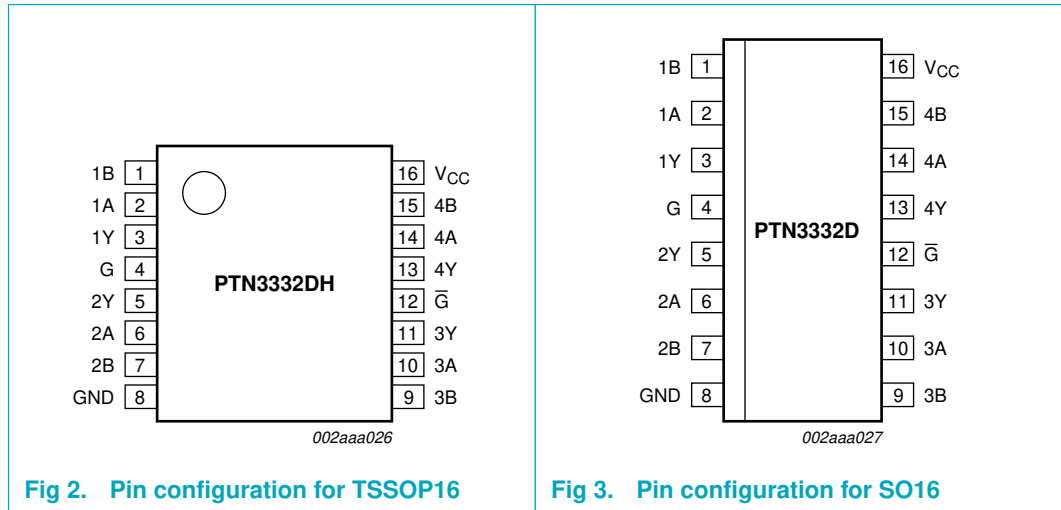 1B 1 16 VCC
1A 2 15 4B
1Y 3 14 4A
G 4 13 4Y
2Y 5 12 G̅
2A 6 11 3Y
2B 7 10 3A
GND 8 9 3B
PTN3332DH
002aaa026
Fig 2. Pin configuration for TSSOP16
1B 1 16 VCC
1A 2 15 4B
1Y 3 14 4A
G 4 13 4Y
PTN3332D
2Y 5 12 G̅
2A 6 11 3Y
2B 7 10 3A
GND 8 9 3B
002aaa027
Fig 3. Pin configuration for SO16